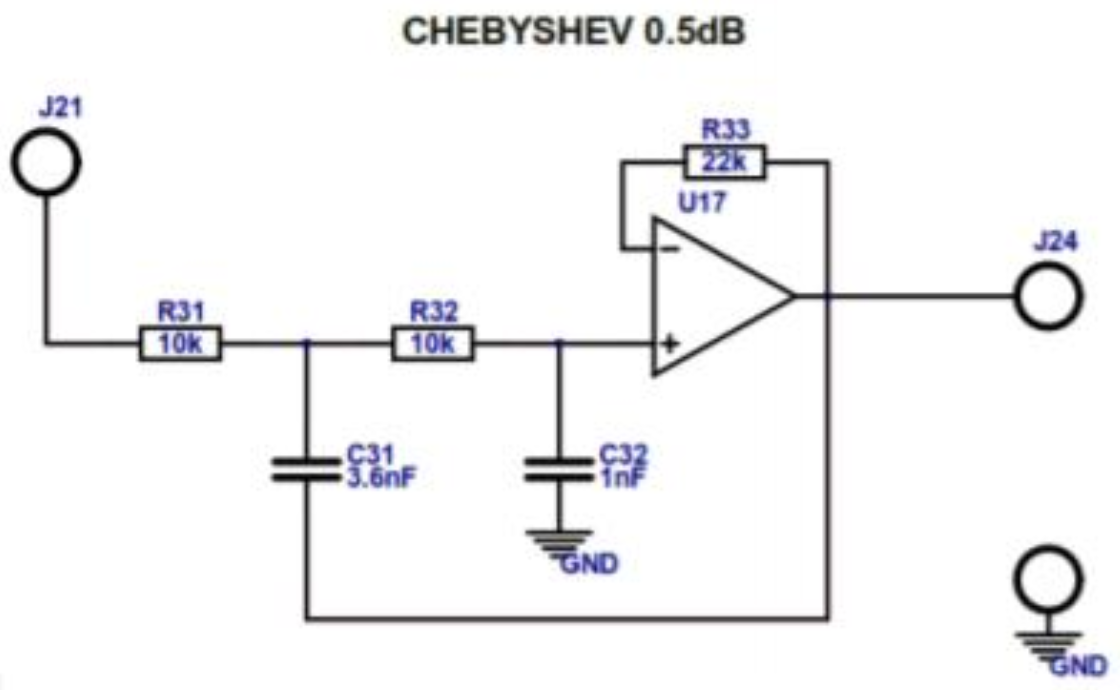 CHEBYSHEV 0.5dB
J21
R33
22k
U17
J24
R31
10k
R32
10k
C31
3.6nF
C32
1nF
GND
GND